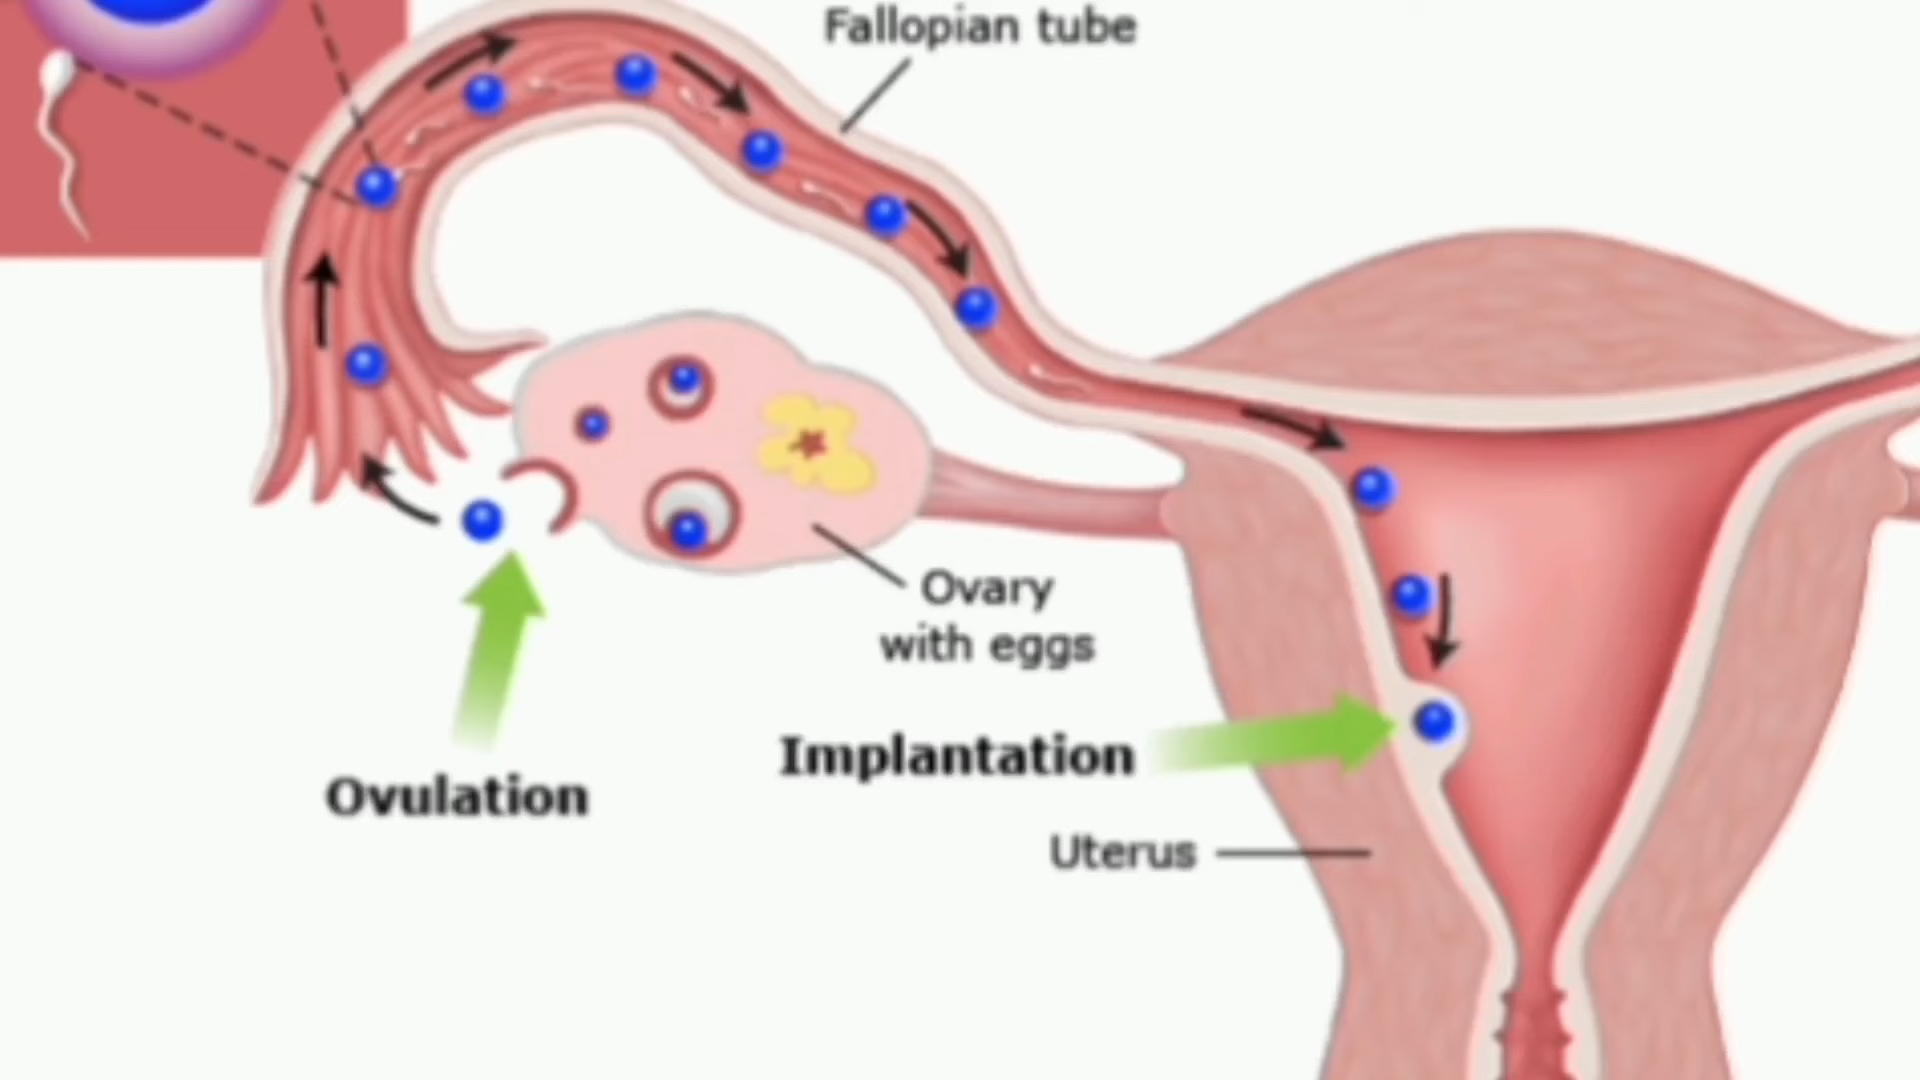 Fallopian tube
Ovary
with eggs
Implantation
Ovulation
Uterus